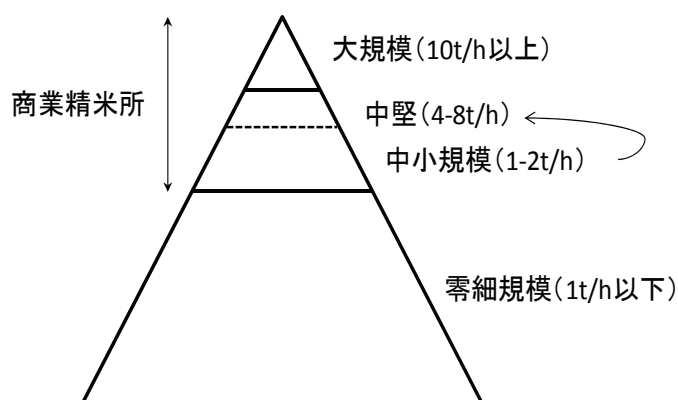 大規模(10t/h以上)
商業精米所
中堅(4-8t/h)
中小規模(1-2t/h)
零細規模(1t/h以下)